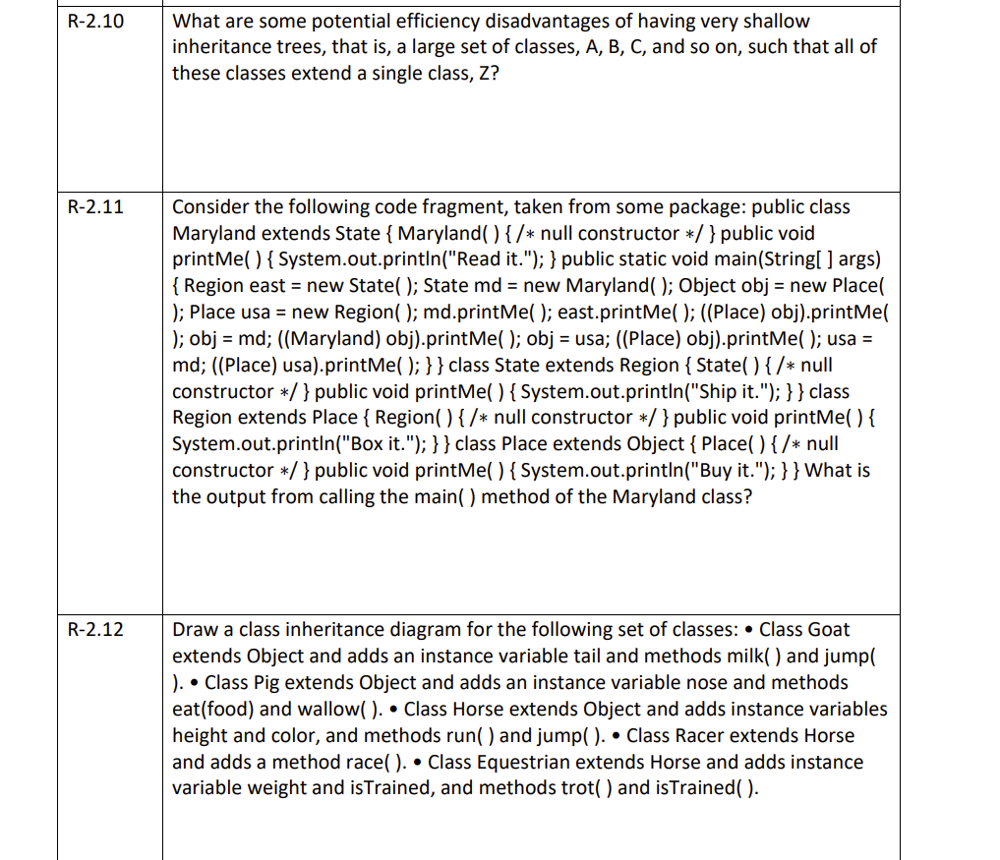 R-2.10
What are some potential efficiency disadvantages of having very shallow
inheritance trees, that is, a large set of classes, A, B, C, and so on, such that all of
these classes extend a single class, Z?
R-2.11
Consider the following code fragment, taken from some package: public class
Maryland extends State { Maryland( ) { /∗ null constructor ∗/ } public void
printMe( ) { System.out.println("Read it."); } public static void main(String[ ] args)
{ Region east = new State( ); State md = new Maryland( ); Object obj = new Place(
); Place usa = new Region( ); md.printMe( ); east.printMe( ); ((Place) obj).printMe(
); obj = md; ((Maryland) obj).printMe( ); obj = usa; ((Place) obj).printMe( ); usa =
md; ((Place) usa).printMe( ); } } class State extends Region { State( ) { /∗ null
constructor ∗/ } public void printMe( ) { System.out.println("Ship it."); } } class
Region extends Place { Region( ) { /∗ null constructor ∗/ } public void printMe( ) {
System.out.println("Box it."); } } class Place extends Object { Place( ) { /∗ null
constructor ∗/ } public void printMe( ) { System.out.println("Buy it."); } } What is
the output from calling the main( ) method of the Maryland class?
R-2.12
Draw a class inheritance diagram for the following set of classes: • Class Goat
extends Object and adds an instance variable tail and methods milk( ) and jump(
). • Class Pig extends Object and adds an instance variable nose and methods
eat(food) and wallow( ). • Class Horse extends Object and adds instance variables
height and color, and methods run( ) and jump( ). • Class Racer extends Horse
and adds a method race( ). • Class Equestrian extends Horse and adds instance
variable weight and isTrained, and methods trot( ) and isTrained( ).